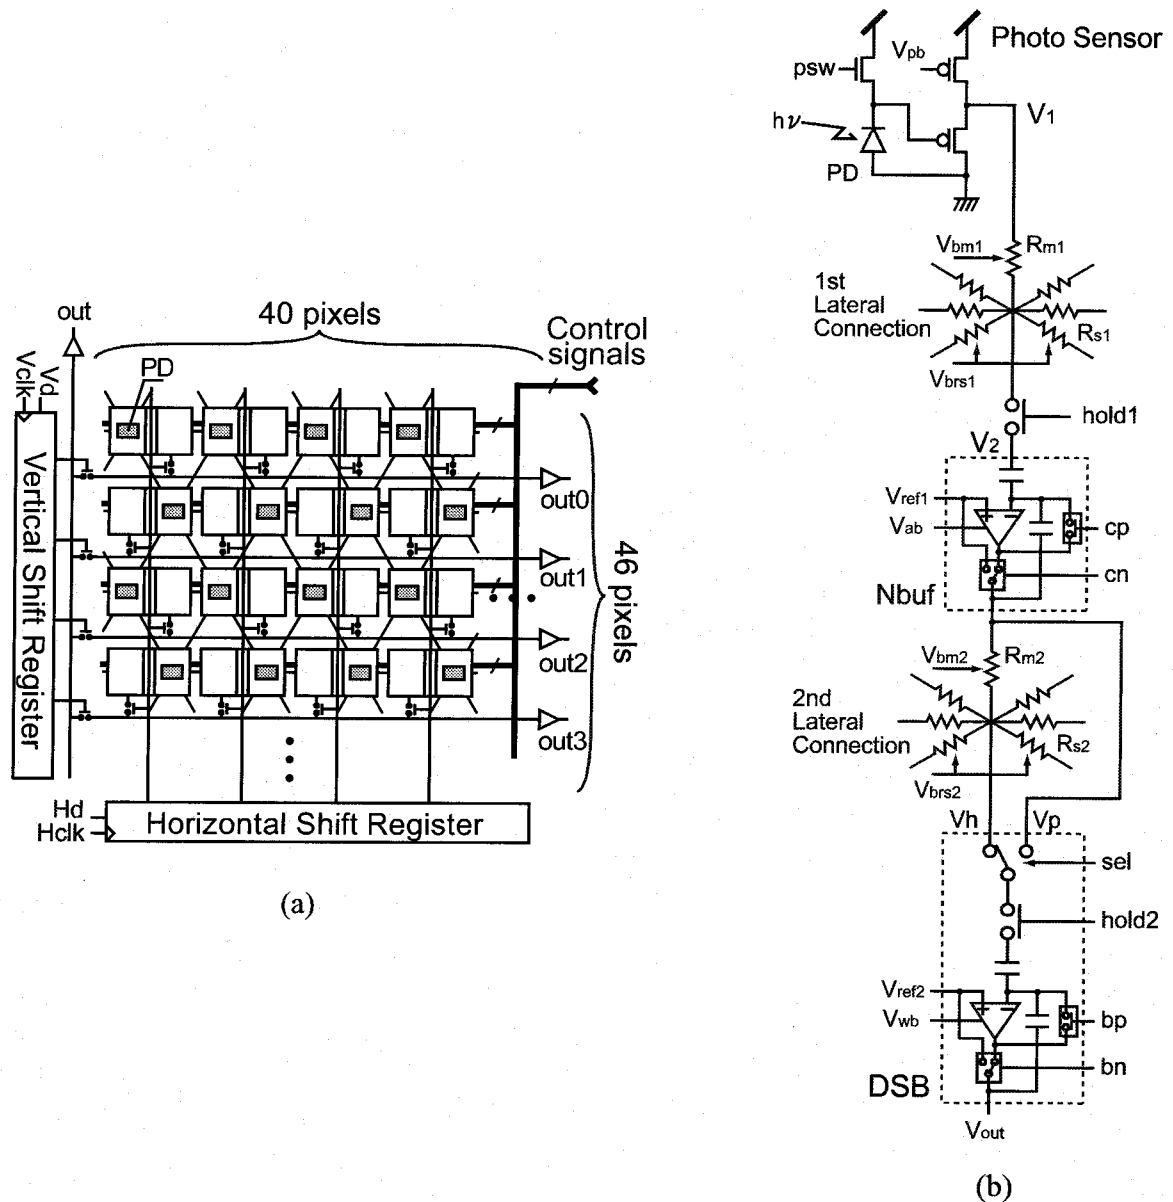 out
40 pixels
Control
signals
PD
Vclk
Vd
Vertical Shift Register
out0
out1
out2
out3
46 pixels
Hd
Hclk
Horizontal Shift Register
(a)
Photo Sensor
psw
Vpb
V1
hν
PD
Vbm1
Rm1
1st
Lateral
Connection
Rs1
Vbrs1
hold1
V2
Vref1
Vab
cp
cn
Nbuf
Vbm2
Rm2
2nd
Lateral
Connection
Rs2
Vbrs2
Vh
Vp
sel
hold2
Vref2
Vwb
bp
bn
DSB
Vout
(b)